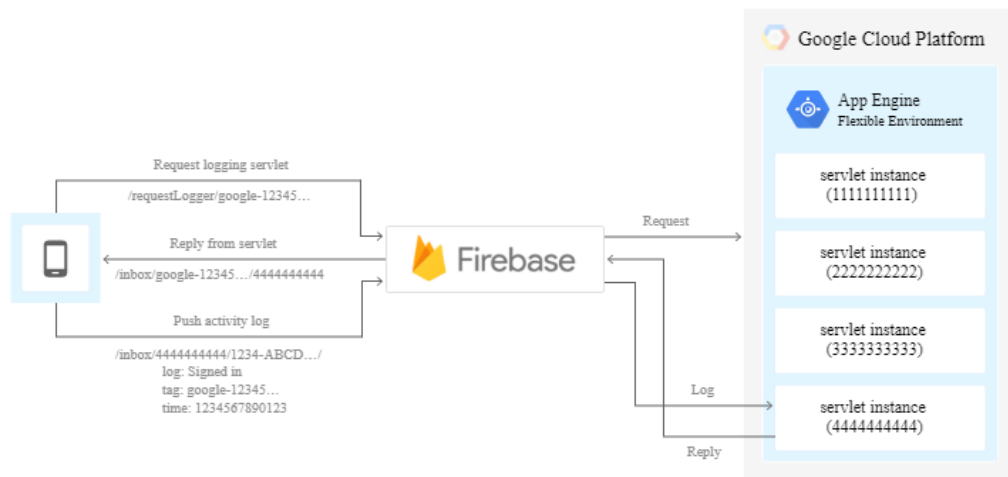 Google Cloud Platform
App Engine
Flexible Environment
Request logging servlet
/requestLogger/google-12345...
Reply from servlet
/inbox/google-12345.../4444444444
Push activity log
/inbox/4444444444/1234-ABCD.../
log: Signed in
tag: google-12345...
time: 1234567890123
Firebase
Request
Log
Reply
servlet instance
(1111111111)
servlet instance
(2222222222)
servlet instance
(3333333333)
servlet instance
(4444444444)